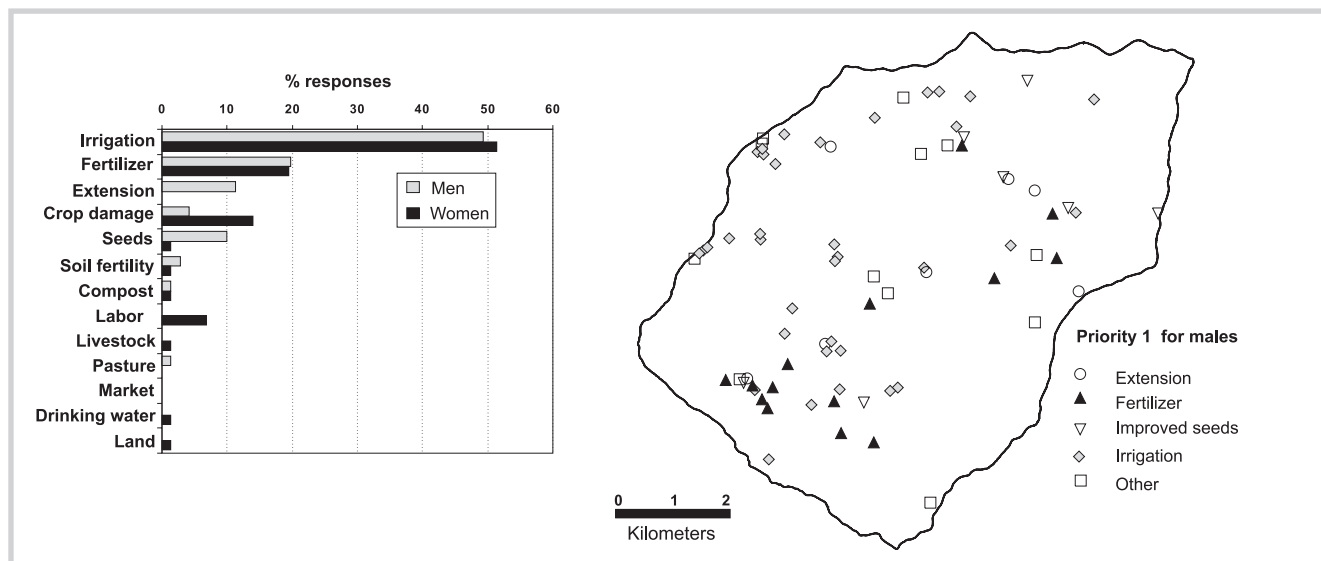 % responses
0 10 20 30 40 50 60
Irrigation
Fertilizer
Extension
Crop damage
Seeds
Soil fertility
Compost
Labor
Livestock
Pasture
Market
Drinking water
Land
Men
Women
0 1 2
Kilometers
Priority 1 for males
Extension
Fertilizer
Improved seeds
Irrigation
Other